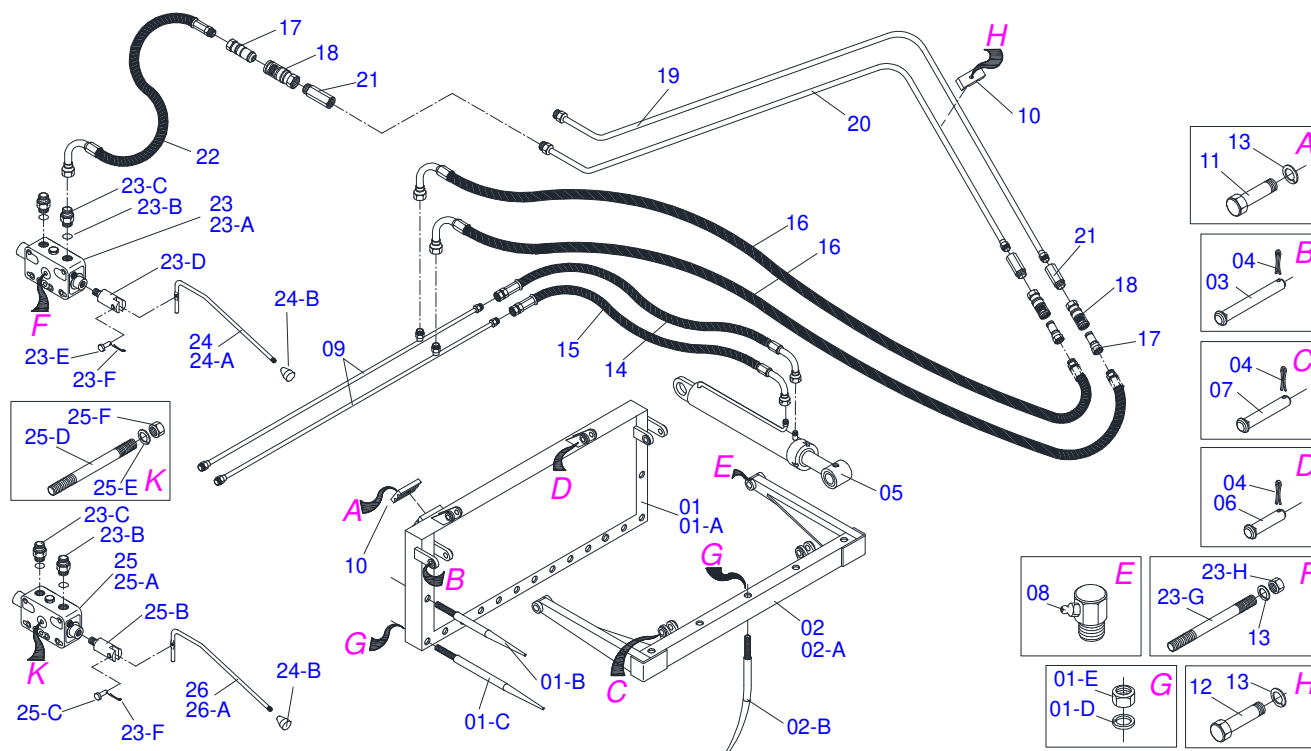 17
18
21
22
H
19
20
10
A
13
11
23-C
23-B
23
23-A
23-D
F
23-E
23-F
24
24-A
24-B
09
16
16
15
14
21
18
17
B
04
03
C
04
07
D
04
06
25-F
25-D
25-E
K
A
10
B
D
01
01-A
E
05
G
G
C
01-B
01-C
02
02-A
02-B
23-C
23-B
25
25-A
25-B
K
25-C
23-F
26
26-A
24-B
E
08
F
23-H
23-G
13
G
01-E
01-D
H
13
12